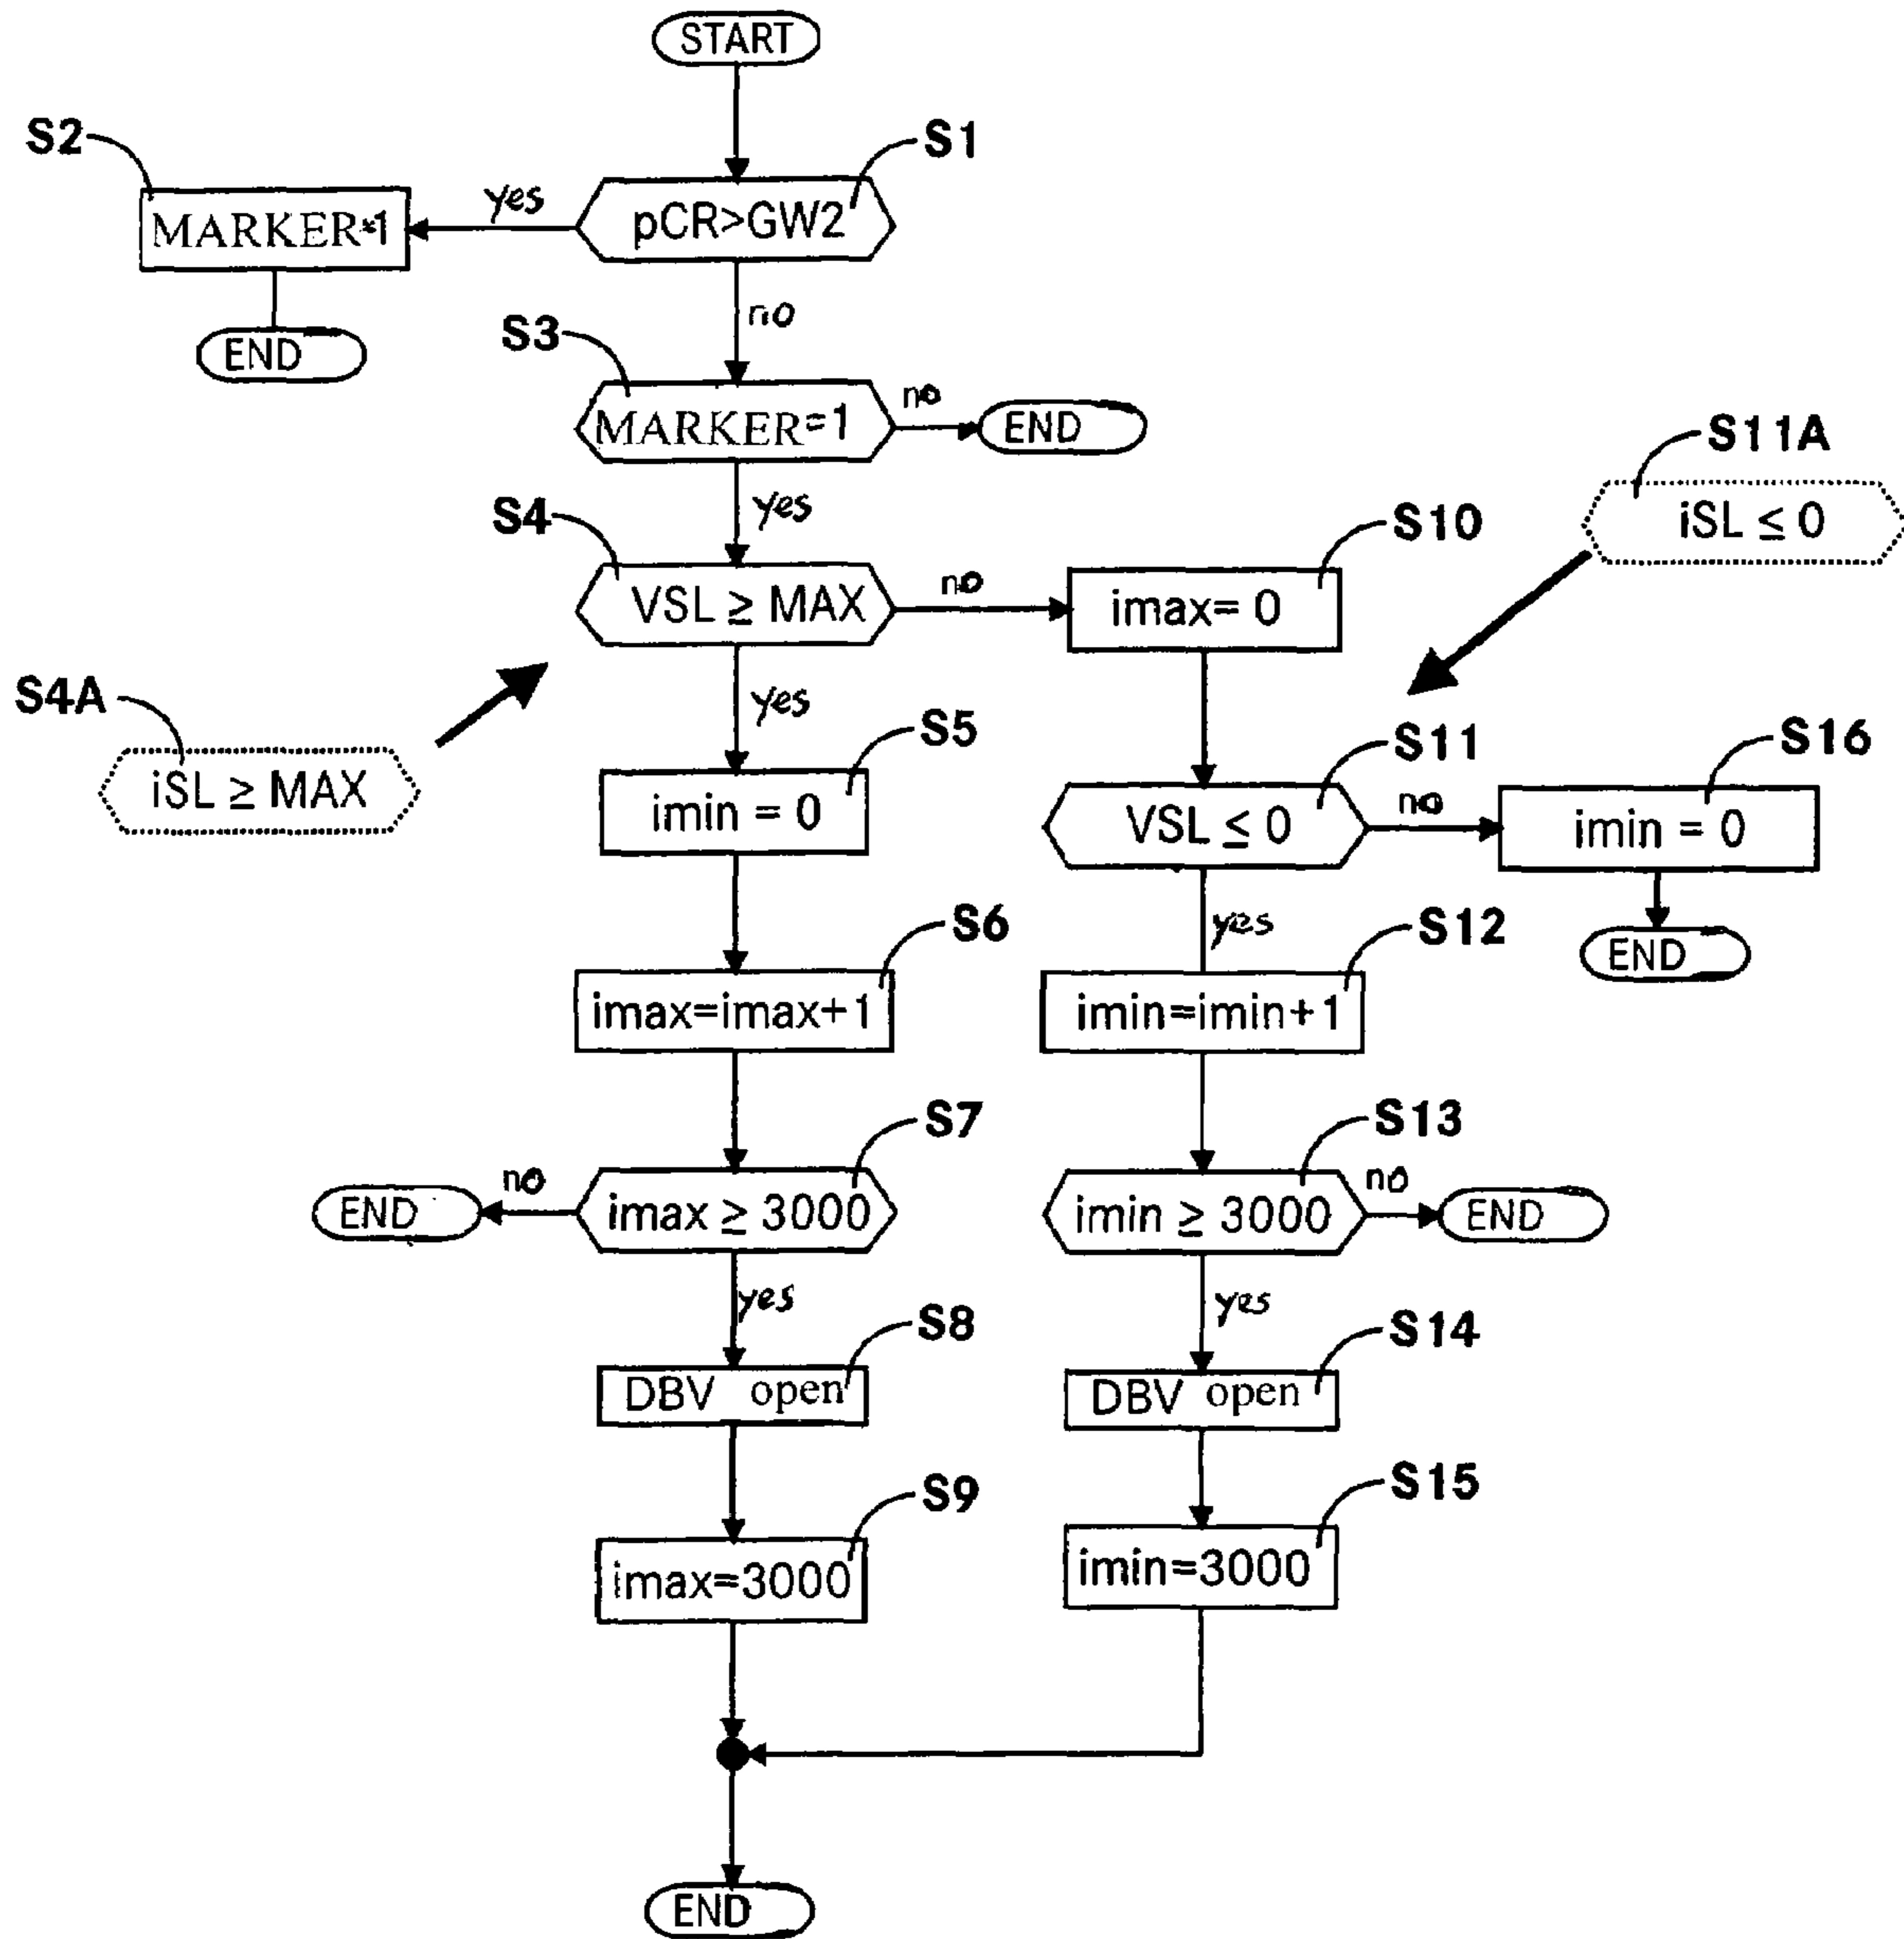 START
S2
S1
yes
MARKER=1
pCR>GW2
no
END
S3
MARKER=1
no
END
S11A
iSL ≤ 0
yes
S4
S10
VSL ≥ MAX
no
imax= 0
S4A
iSL ≥ MAX
yes
S5
imin = 0
S11
VSL ≤ 0
no
S16
imin = 0
END
S6
imax=imax+1
yes
S12
imin=imin+1
S7
imax ≥ 3000
no
END
S13
imin ≥ 3000
no
END
yes
S8
DBV open
yes
S14
DBV open
S9
imax=3000
S15
imin=3000
END